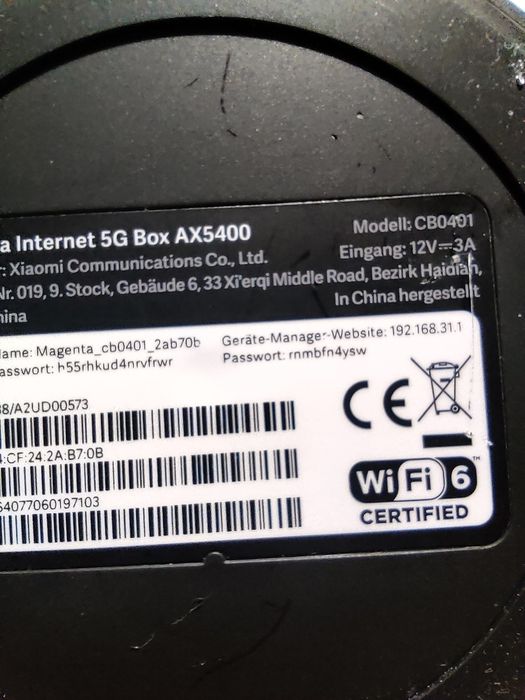 a Internet 5G Box AX5400
Modell: CB0401
r: Xiaomi Communications Co., Ltd.
Eingang: 12V⎓3A
Nr. 019, 9. Stock, Gebäude 6, 33 Xi'erqi Middle Road, Bezirk Haidian,
hina
In China hergestellt
lame: Magenta_cb0401_2ab70b
Geräte-Manager-Website: 192.168.31.1
asswort: h55rhkud4nrvfrwr
Passwort: rnmbfn4ysw
38/A2UD00573
4:CF:24:2A:B7:0B
64077060197103
CE
WiFi 6™
CERTIFIED